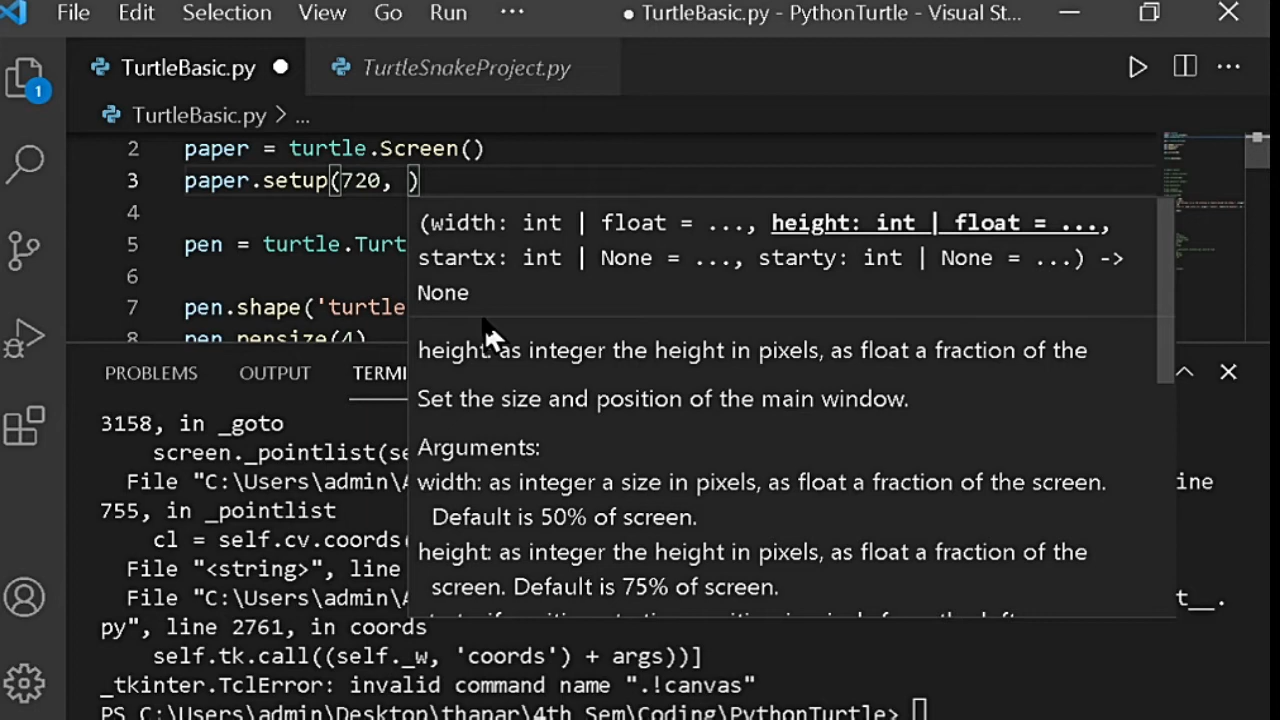 File Edit Selection View Go Run ··· ● TurtleBasic.py - PythonTurtle - Visual St...
TurtleBasic.py ● TurtleSnakeProject.py
1
TurtleBasic.py > ...
2 paper = turtle.Screen()
3 paper.setup(720, )
4
5 pen = turtle.Turt
6
7 pen.shape('turtle
8 pen.pensize(4)
(width: int | float = ..., height: int | float = ...,
startx: int | None = ..., starty: int | None = ...) ->
None
height: as integer the height in pixels, as float a fraction of the
Set the size and position of the main window.
Arguments:
width: as integer a size in pixels, as float a fraction of the screen.
Default is 50% of screen.
height: as integer the height in pixels, as float a fraction of the
screen. Default is 75% of screen.
PROBLEMS OUTPUT TERMI
3158, in _goto
screen._pointlist(se
File "C:\Users\admin\A ine
755, in _pointlist
cl = self.cv.coords(
File "<string>", line
File "C:\Users\admin\A t__.
py", line 2761, in coords
self.tk.call((self._w, 'coords') + args))]
_tkinter.TclError: invalid command name ".!canvas"
PS C:\Users\admin\Desktop\thapar\4th Sem\Coding\PythonTurtle>